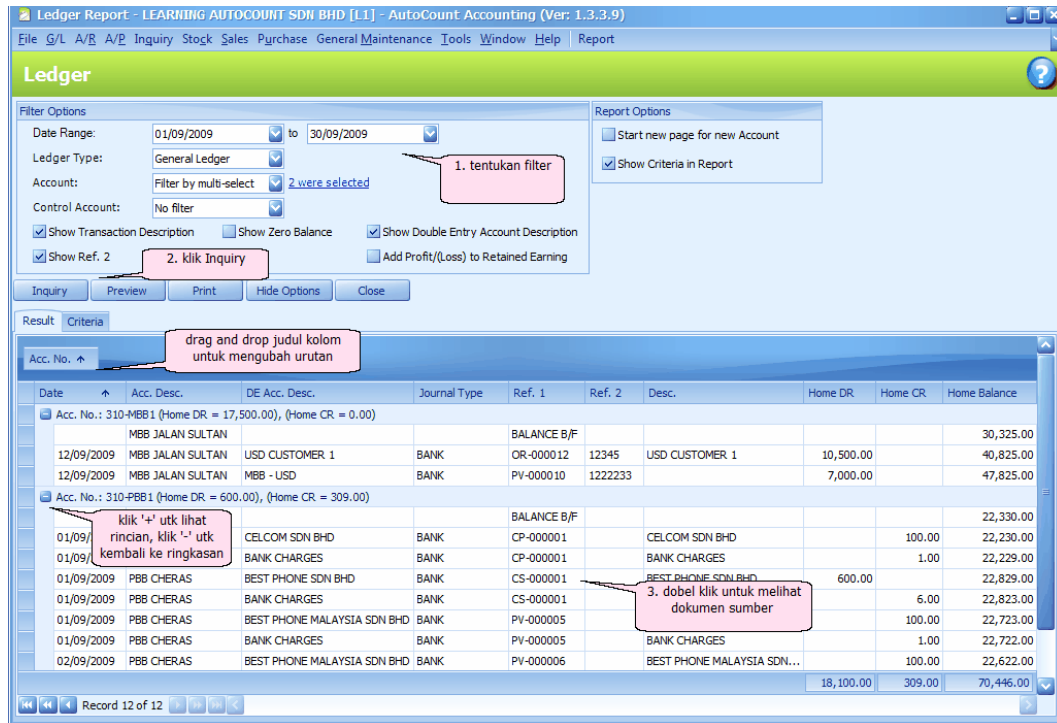 Ledger Report - LEARNING AUTOCOUNT SDN BHD [L1] - AutoCount Accounting (Ver: 1.3.3.9)
File G/L A/R A/P Inquiry Stock Sales Purchase General Maintenance Tools Window Help Report
Ledger
Filter Options
Date Range: 01/09/2009 to 30/09/2009
Ledger Type: General Ledger
Account: Filter by multi-select 2 were selected
Control Account: No filter
Show Transaction Description Show Zero Balance Show Double Entry Account Description
Show Ref. 2 Add Profit/(Loss) to Retained Earning
Report Options
Start new page for new Account
Show Criteria in Report
1. tentukan filter
2. klik Inquiry
Inquiry Preview Print Hide Options Close
Result Criteria
drag and drop judul kolom
untuk mengubah urutan
Acc. No.
Date Acc. Desc. DE Acc. Desc. Journal Type Ref. 1 Ref. 2 Desc. Home DR Home CR Home Balance
Acc. No.: 310-MBB1 (Home DR = 17,500.00), (Home CR = 0.00)
MBB JALAN SULTAN BALANCE B/F 30,325.00
12/09/2009 MBB JALAN SULTAN USD CUSTOMER 1 BANK OR-000012 12345 USD CUSTOMER 1 10,500.00 40,825.00
12/09/2009 MBB JALAN SULTAN MBB - USD BANK PV-000010 1222233 7,000.00 47,825.00
Acc. No.: 310-PBB1 (Home DR = 600.00), (Home CR = 309.00)
BALANCE B/F 22,330.00
01/09/ CELCOM SDN BHD BANK CP-000001 CELCOM SDN BHD 100.00 22,230.00
01/09/ BANK CHARGES BANK CP-000001 BANK CHARGES 1.00 22,229.00
01/09/2009 PBB CHERAS BEST PHONE SDN BHD BANK CS-000001 BEST PHONE SDN BHD 600.00 22,829.00
01/09/2009 PBB CHERAS BANK CHARGES BANK CS-000001 6.00 22,823.00
01/09/2009 PBB CHERAS BEST PHONE MALAYSIA SDN BHD BANK PV-000005 100.00 22,723.00
01/09/2009 PBB CHERAS BANK CHARGES BANK PV-000005 BANK CHARGES 1.00 22,722.00
02/09/2009 PBB CHERAS BEST PHONE MALAYSIA SDN BHD BANK PV-000006 BEST PHONE MALAYSIA SDN... 100.00 22,622.00
klik '+' utk lihat
rincian, klik '-' utk
kembali ke ringkasan
3. dobel klik untuk melihat
dokumen sumber
18,100.00 309.00 70,446.00
Record 12 of 12